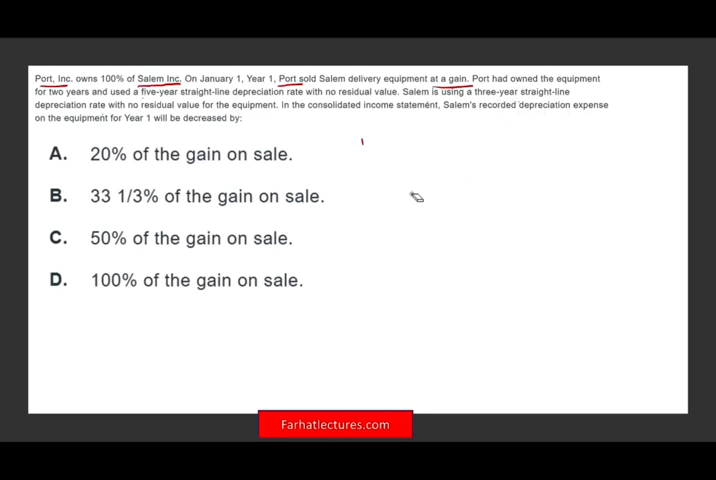 Port, Inc. owns 100% of Salem Inc. On January 1, Year 1, Port sold Salem delivery equipment at a gain. Port had owned the equipment
for two years and used a five-year straight-line depreciation rate with no residual value. Salem is using a three-year straight-line
depreciation rate with no residual value for the equipment. In the consolidated income statement, Salem's recorded depreciation expense
on the equipment for Year 1 will be decreased by:
A. 20% of the gain on sale.
B. 33 1/3% of the gain on sale.
C. 50% of the gain on sale.
D. 100% of the gain on sale.
Farhatlectures.com